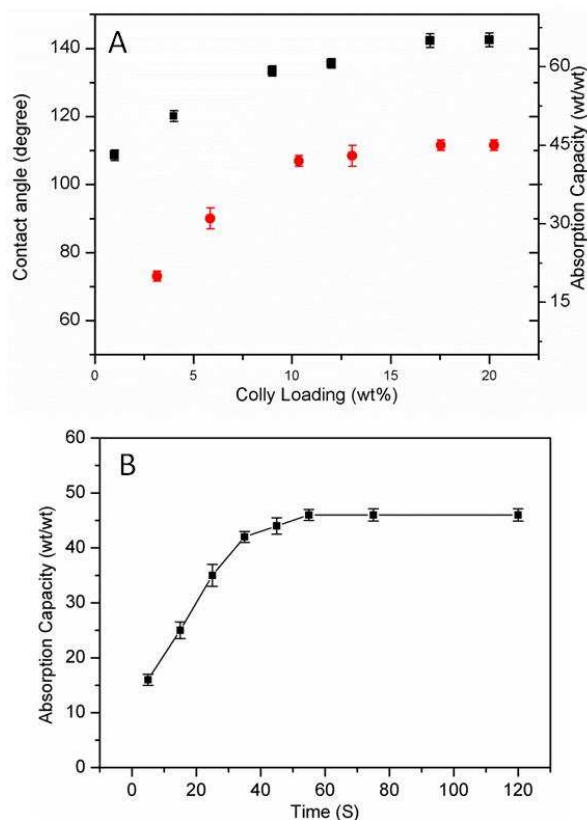 A
140
120
100
80
60
Contact angle (degree)
60
45
30
15
Absorption Capacity (wt/wt)
0 5 10 15 20
Colly Loading (wt%)
B
60
50
40
30
20
10
0
Absorption Capacity (wt/wt)
0 20 40 60 80 100 120
Time (S)